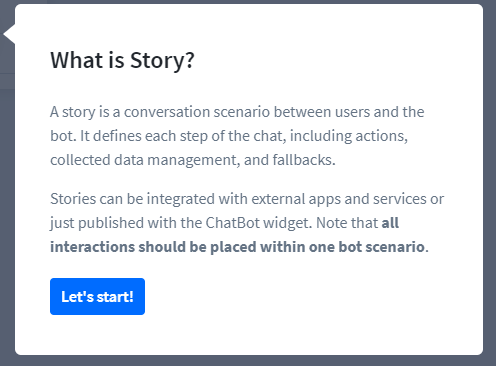 What is Story?
A story is a conversation scenario between users and the
bot. It defines each step of the chat, including actions,
collected data management, and fallbacks.
Stories can be integrated with external apps and services or
just published with the ChatBot widget. Note that all
interactions should be placed within one bot scenario.
Let's start!